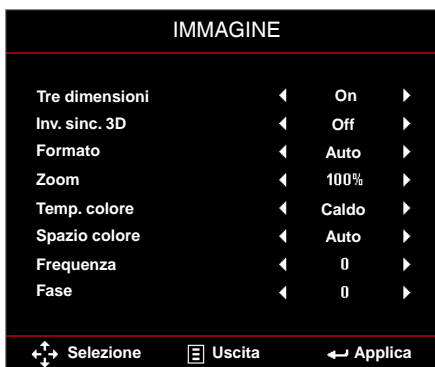 IMMAGINE
Tre dimensioni On
Inv. sinc. 3D Off
Formato Auto
Zoom 100%
Temp. colore Caldo
Spazio colore Auto
Frequenza 0
Fase 0
Selezione Uscita Applica